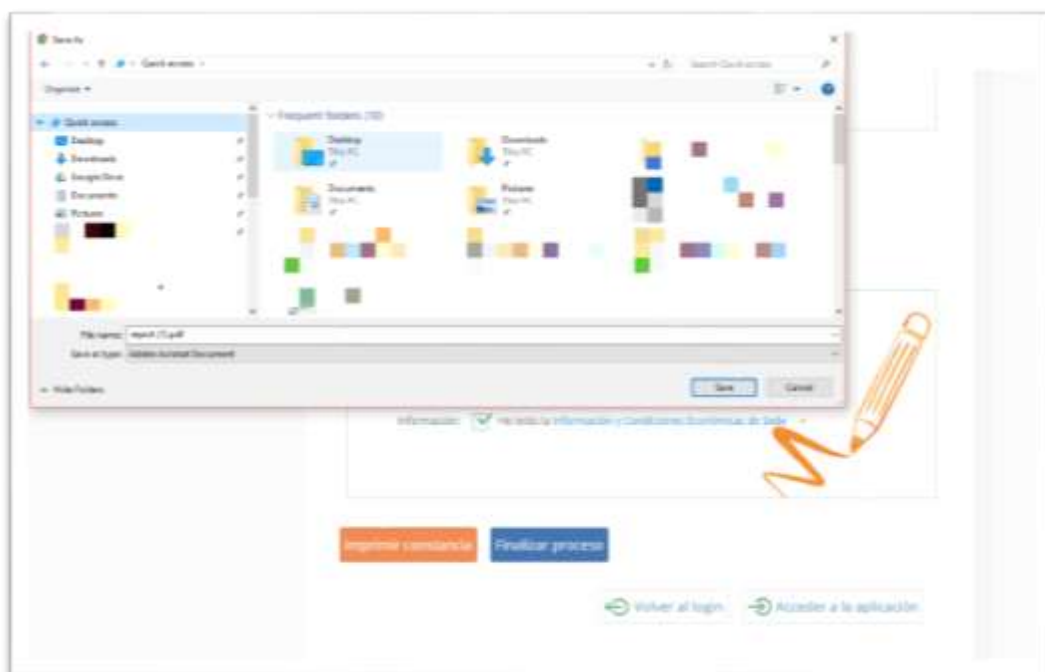 Save As
Quick access
Organize
Quick access
Desktop
Downloads
Google Drive
Documents
Pictures
Frequent folders (10)
Desktop
This PC
Downloads
This PC
Documents
This PC
Pictures
This PC
File name:
Save as type: Adobe Acrobat Document
Hide Folders
Save
Cancel
Información: He leído la Información y Condiciones Económicas de Sede
Imprimir constancia
Finalizar proceso
Volver al login
Acceder a la aplicación